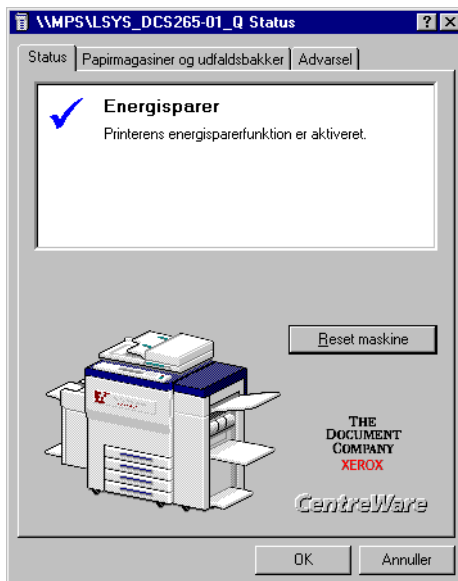 \\MPS\LSYS_DCS265-01_Q Status
Status
Papirmagasiner og udfaldsbakker
Advarsel
Energisparer
Printerens energisparerfunktion er aktiveret.
Reset maskine
THE
DOCUMENT
COMPANY
XEROX
CentreWare
OK
Annuller